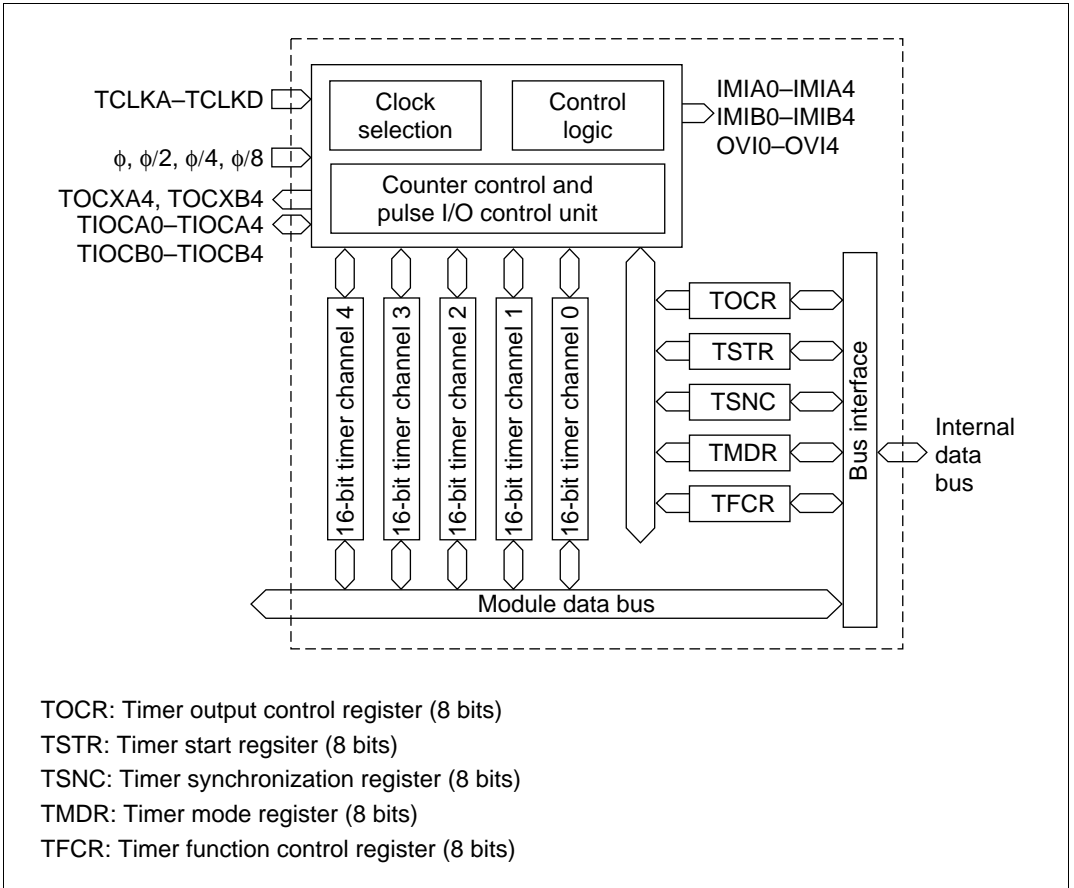 TCLKA–TCLKD
ϕ, ϕ/2, ϕ/4, ϕ/8
TOCXA4, TOCXB4
TIOCA0–TIOCA4
TIOCB0–TIOCB4
Clock
selection
Control
logic
Counter control and
pulse I/O control unit
IMIA0–IMIA4
IMIB0–IMIB4
OVI0–OVI4
16-bit timer channel 4
16-bit timer channel 3
16-bit timer channel 2
16-bit timer channel 1
16-bit timer channel 0
TOCR
TSTR
TSNC
TMDR
TFCR
Bus interface
Internal
data
bus
Module data bus
TOCR: Timer output control register (8 bits)
TSTR: Timer start regsiter (8 bits)
TSNC: Timer synchronization register (8 bits)
TMDR: Timer mode register (8 bits)
TFCR: Timer function control register (8 bits)